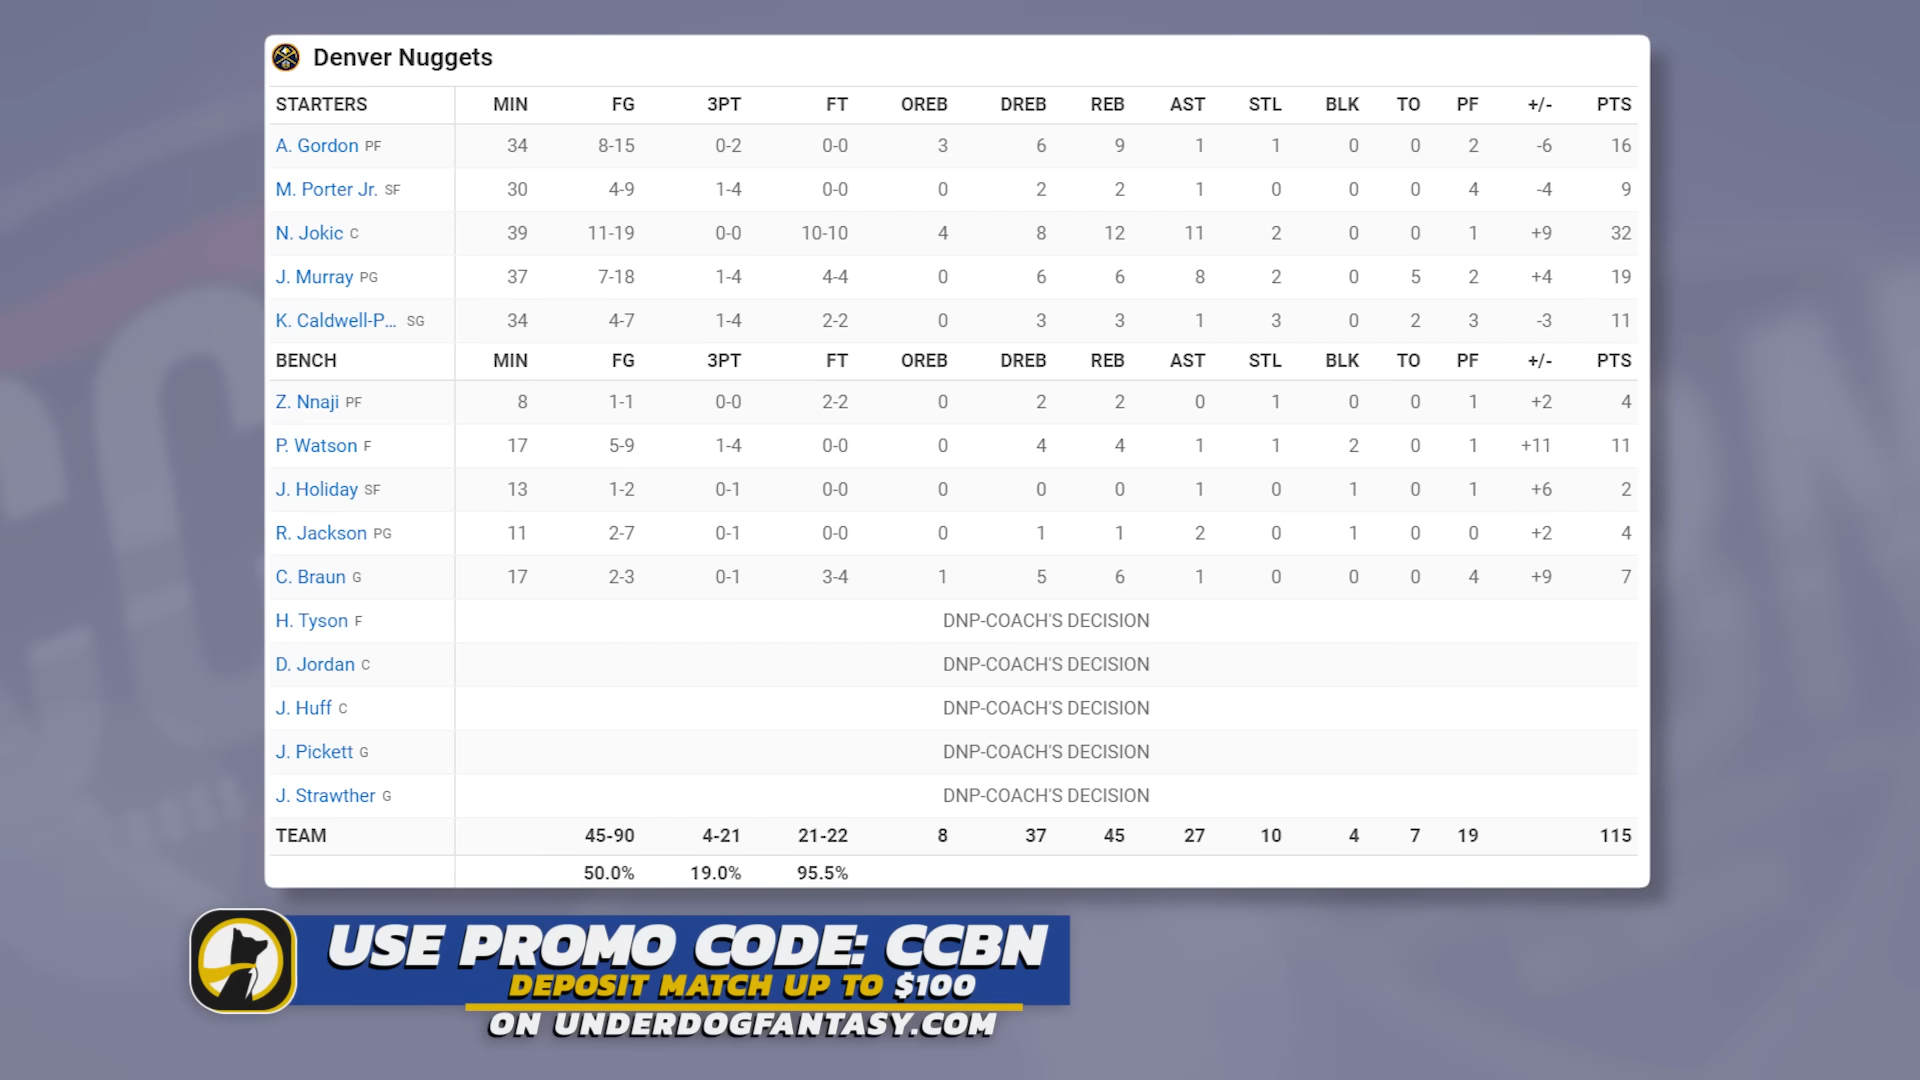 Denver Nuggets
STARTERS MIN FG 3PT FT OREB DREB REB AST STL BLK TO PF +/- PTS
A. Gordon PF 34 8-15 0-2 0-0 3 6 9 1 1 0 0 2 -6 16
M. Porter Jr. SF 30 4-9 1-4 0-0 0 2 2 1 0 0 0 4 -4 9
N. Jokic C 39 11-19 0-0 10-10 4 8 12 11 2 0 0 1 +9 32
J. Murray PG 37 7-18 1-4 4-4 0 6 6 8 2 0 5 2 +4 19
K. Caldwell-P... SG 34 4-7 1-4 2-2 0 3 3 1 3 0 2 3 -3 11
BENCH MIN FG 3PT FT OREB DREB REB AST STL BLK TO PF +/- PTS
Z. Nnaji PF 8 1-1 0-0 2-2 0 2 2 0 1 0 0 1 +2 4
P. Watson F 17 5-9 1-4 0-0 0 4 4 1 1 2 0 1 +11 11
J. Holiday SF 13 1-2 0-1 0-0 0 0 0 1 0 1 0 1 +6 2
R. Jackson PG 11 2-7 0-1 0-0 0 1 1 2 0 1 0 0 +2 4
C. Braun G 17 2-3 0-1 3-4 1 5 6 1 0 0 0 4 +9 7
H. Tyson F DNP-COACH'S DECISION
D. Jordan C DNP-COACH'S DECISION
J. Huff C DNP-COACH'S DECISION
J. Pickett G DNP-COACH'S DECISION
J. Strawther G DNP-COACH'S DECISION
TEAM 45-90 4-21 21-22 8 37 45 27 10 4 7 19 115
50.0% 19.0% 95.5%
USE PROMO CODE: CCBN
DEPOSIT MATCH UP TO $100
ON UNDERDOGFANTASY.COM